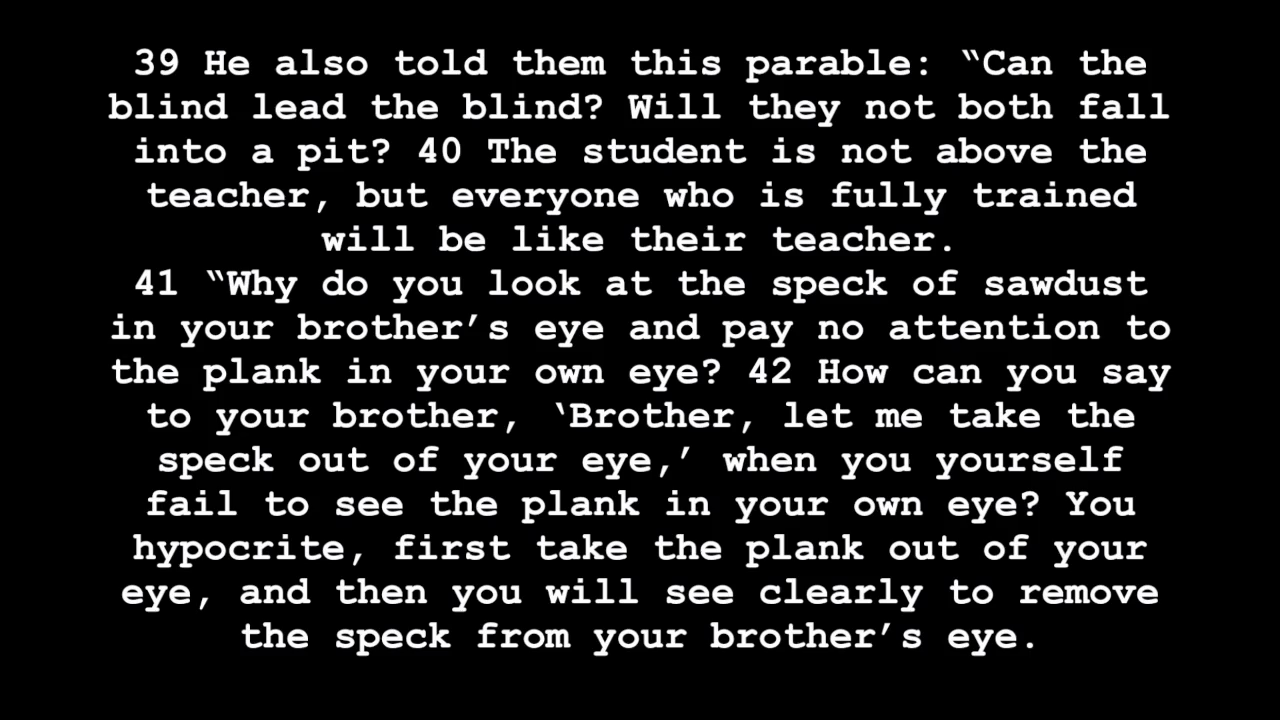 39 He also told them this parable: “Can the
blind lead the blind? Will they not both fall
into a pit? 40 The student is not above the
teacher, but everyone who is fully trained
will be like their teacher.
41 “Why do you look at the speck of sawdust
in your brother’s eye and pay no attention to
the plank in your own eye? 42 How can you say
to your brother, ‘Brother, let me take the
speck out of your eye,’ when you yourself
fail to see the plank in your own eye? You
hypocrite, first take the plank out of your
eye, and then you will see clearly to remove
the speck from your brother’s eye.